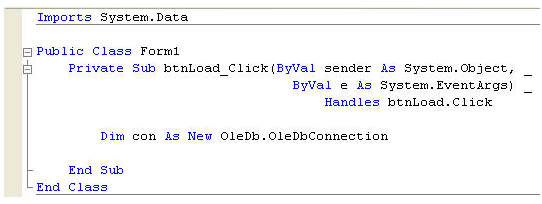 Imports System.Data
Public Class Form1
Private Sub btnLoad_Click(ByVal sender As System.Object, _
ByVal e As System.EventArgs) _
Handles btnLoad.Click
Dim con As New OleDb.OleDbConnection
End Sub
End Class